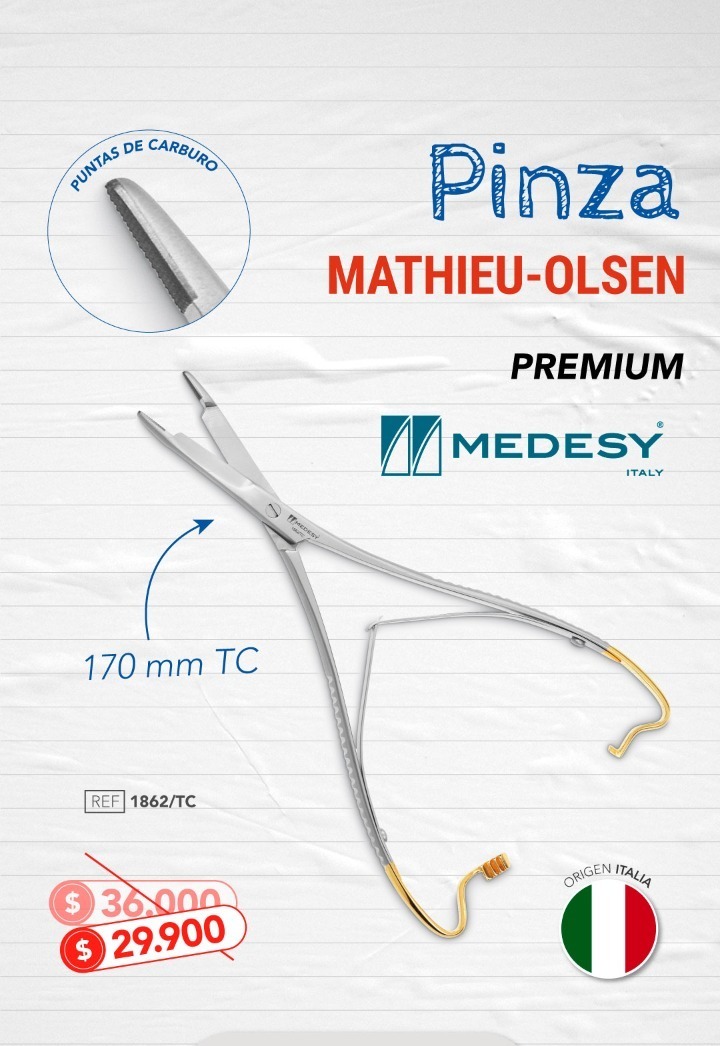 PUNTAS DE CARBURO
Pinza
MATHIEU-OLSEN
PREMIUM
MEDESY®
ITALY
MEDESY
170 mm TC
REF 1862/TC
$ 36.000
$ 29.900
ORIGEN ITALIA